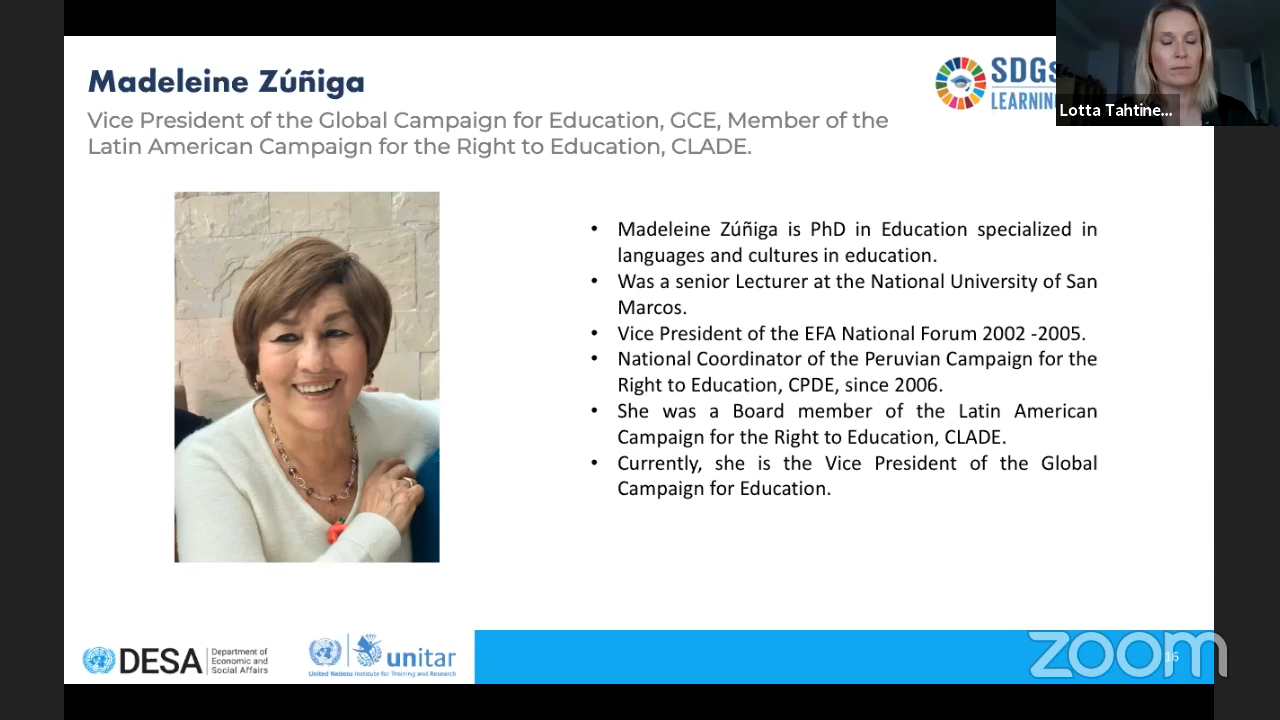 Madeleine Zúñiga
Vice President of the Global Campaign for Education, GCE, Member of the
Latin American Campaign for the Right to Education, CLADE.
SDGs
LEARNING
Lotta Tahtine...
• Madeleine Zúñiga is PhD in Education specialized in
languages and cultures in education.
• Was a senior Lecturer at the National University of San
Marcos.
• Vice President of the EFA National Forum 2002 -2005.
• National Coordinator of the Peruvian Campaign for the
Right to Education, CPDE, since 2006.
• She was a Board member of the Latin American
Campaign for the Right to Education, CLADE.
• Currently, she is the Vice President of the Global
Campaign for Education.
DESA
Department of
Economic and
Social Affairs
unitar
United Nations Institute for Training and Research
zoom
16